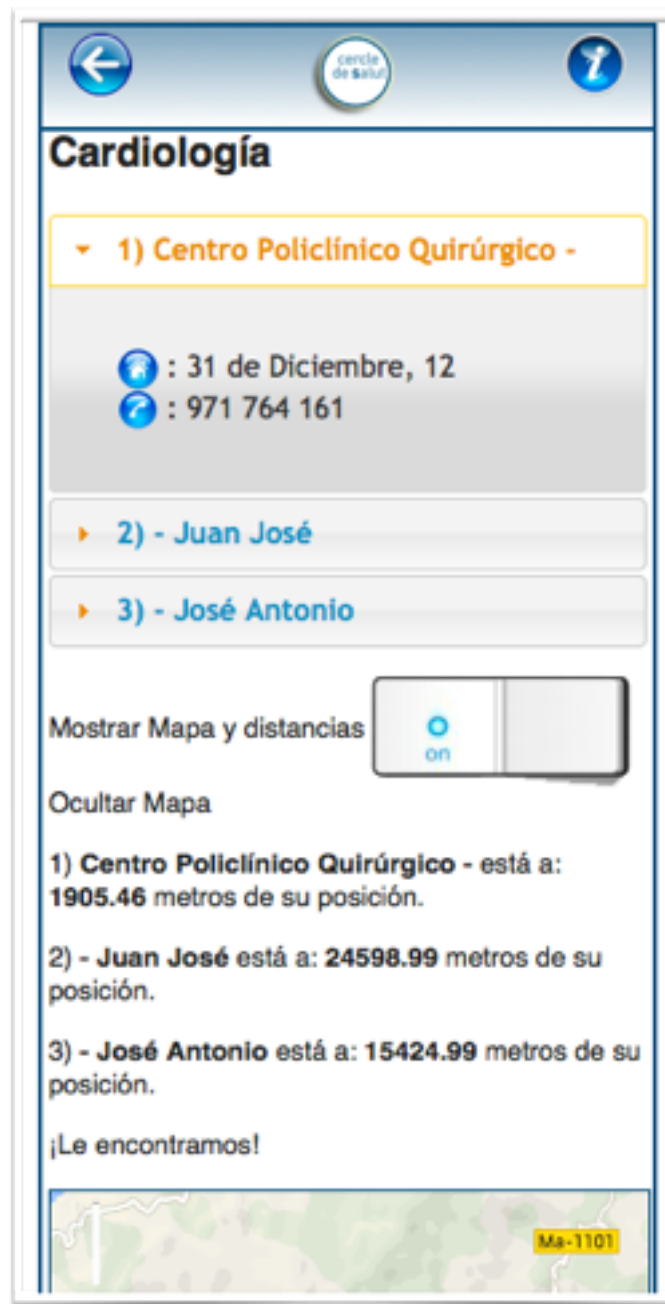 cercle
de salut
Cardiología
1) Centro Policlínico Quirúrgico -
: 31 de Diciembre, 12
: 971 764 161
2) - Juan José
3) - José Antonio
Mostrar Mapa y distancias
on
Ocultar Mapa
1) Centro Policlínico Quirúrgico - está a:
1905.46 metros de su posición.
2) - Juan José está a: 24598.99 metros de su
posición.
3) - José Antonio está a: 15424.99 metros de su
posición.
¡Le encontramos!
Ma-1101